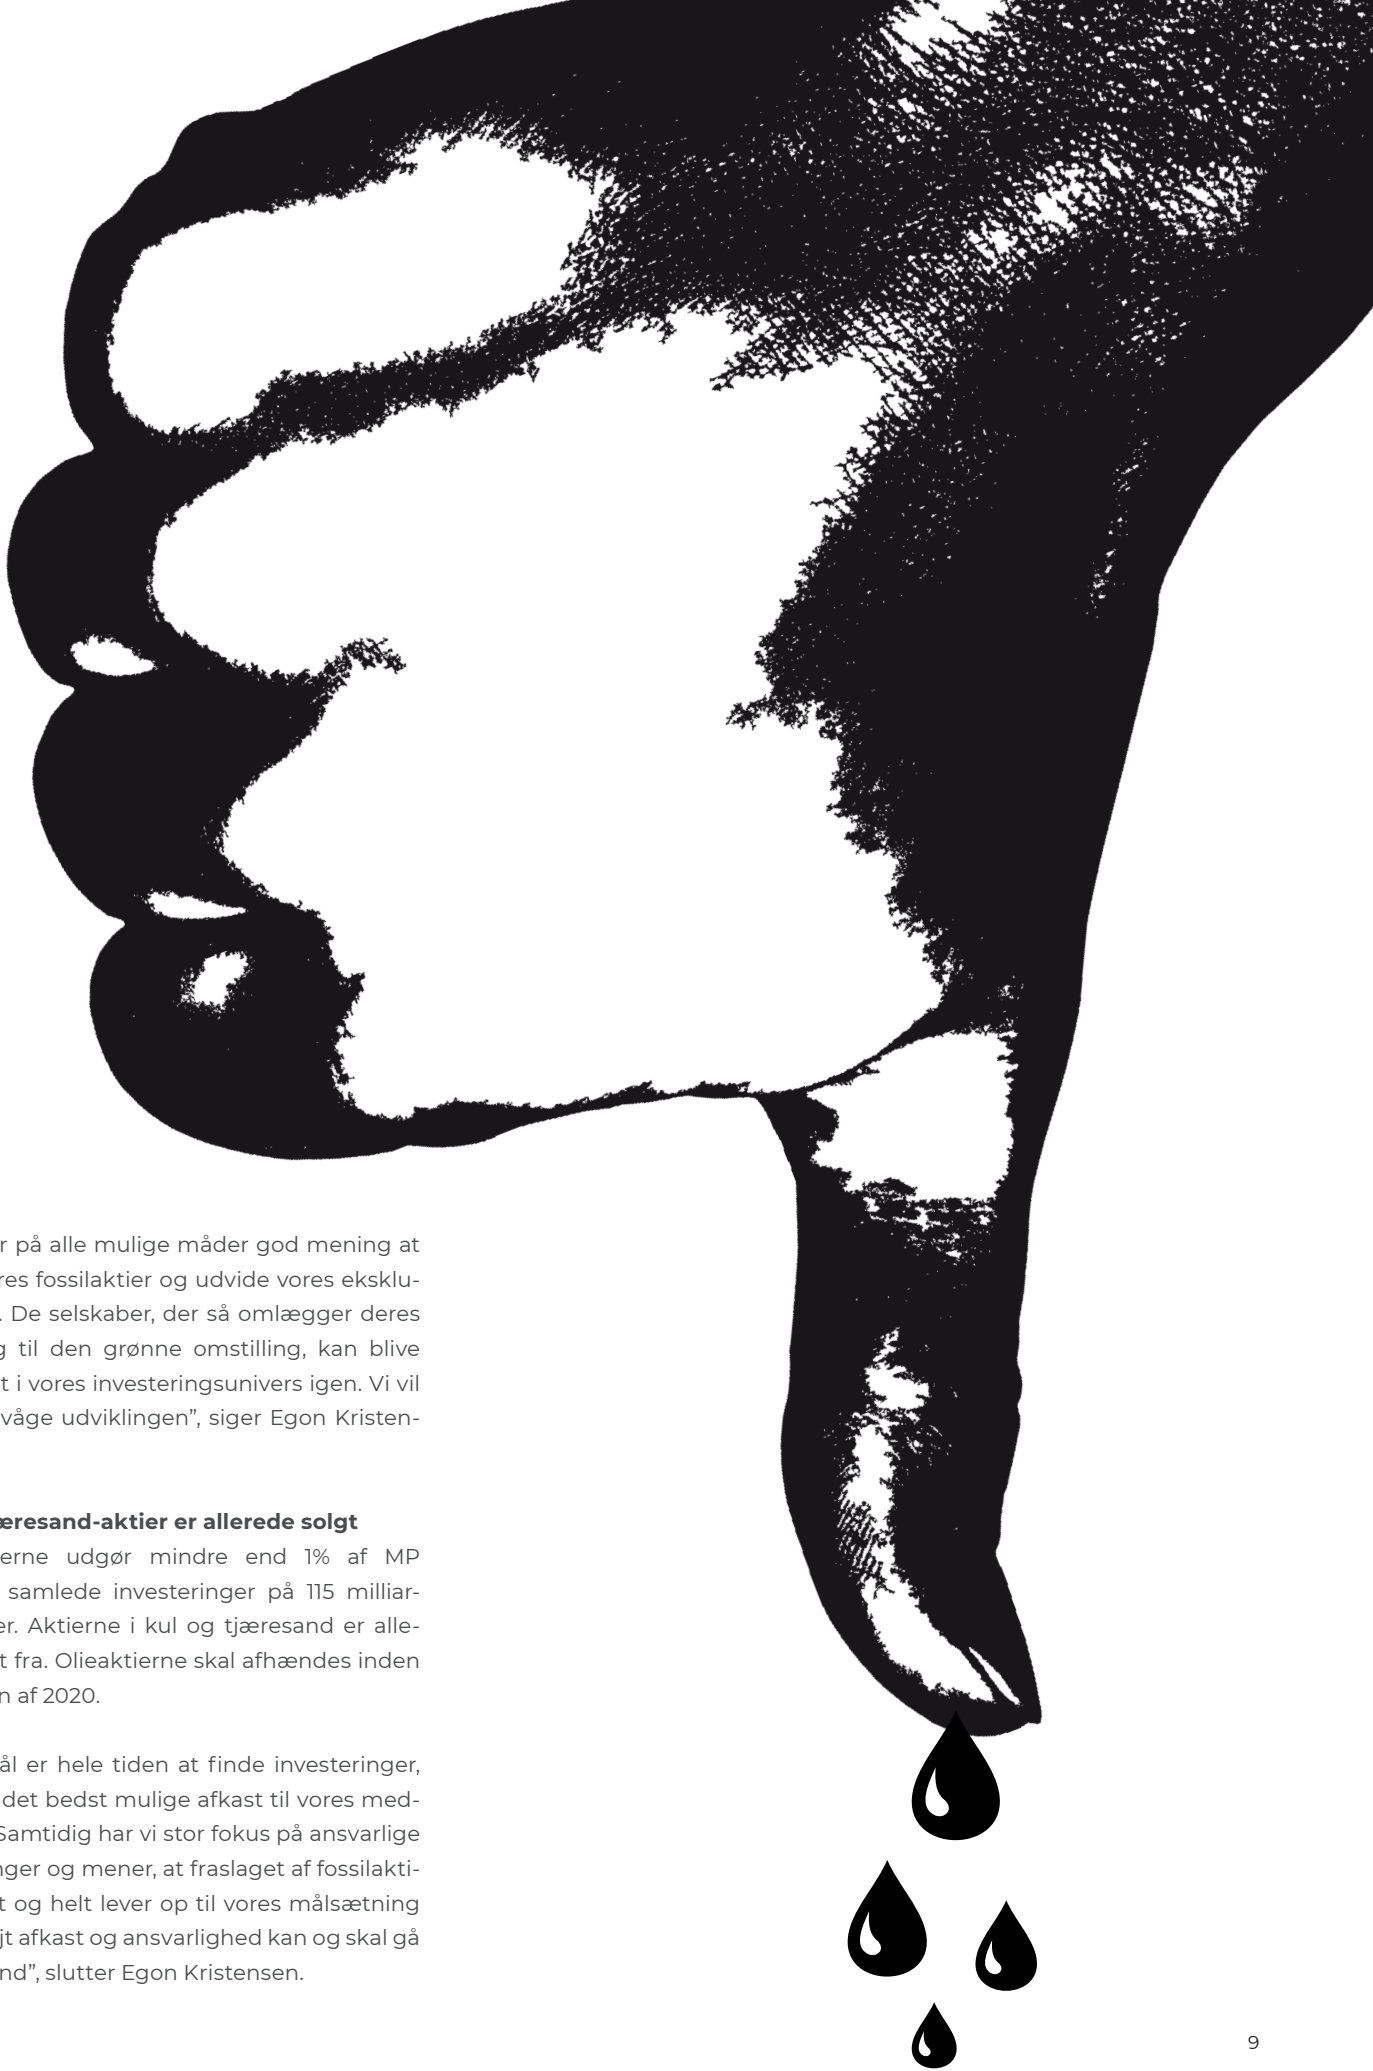 r på alle mulige måder god mening at
res fossilaktier og udvide vores eksklu-
. De selskaber, der så omlægger deres
g til den grønne omstilling, kan blive
t i vores investeringsunivers igen. Vi vil
våge udviklingen”, siger Egon Kristen-
æresand-aktier er allerede solgt
erne udgør mindre end 1% af MP
samlede investeringer på 115 milliar-
er. Aktierne i kul og tjæresand er alle-
t fra. Olieaktierne skal afhændes inden
n af 2020.
ål er hele tiden at finde investeringer,
det bedst mulige afkast til vores med-
Samtidig har vi stor fokus på ansvarlige
nger og mener, at fraslaget af fossilakti-
t og helt lever op til vores målsætning
jt afkast og ansvarlighed kan og skal gå
nd”, slutter Egon Kristensen.
9